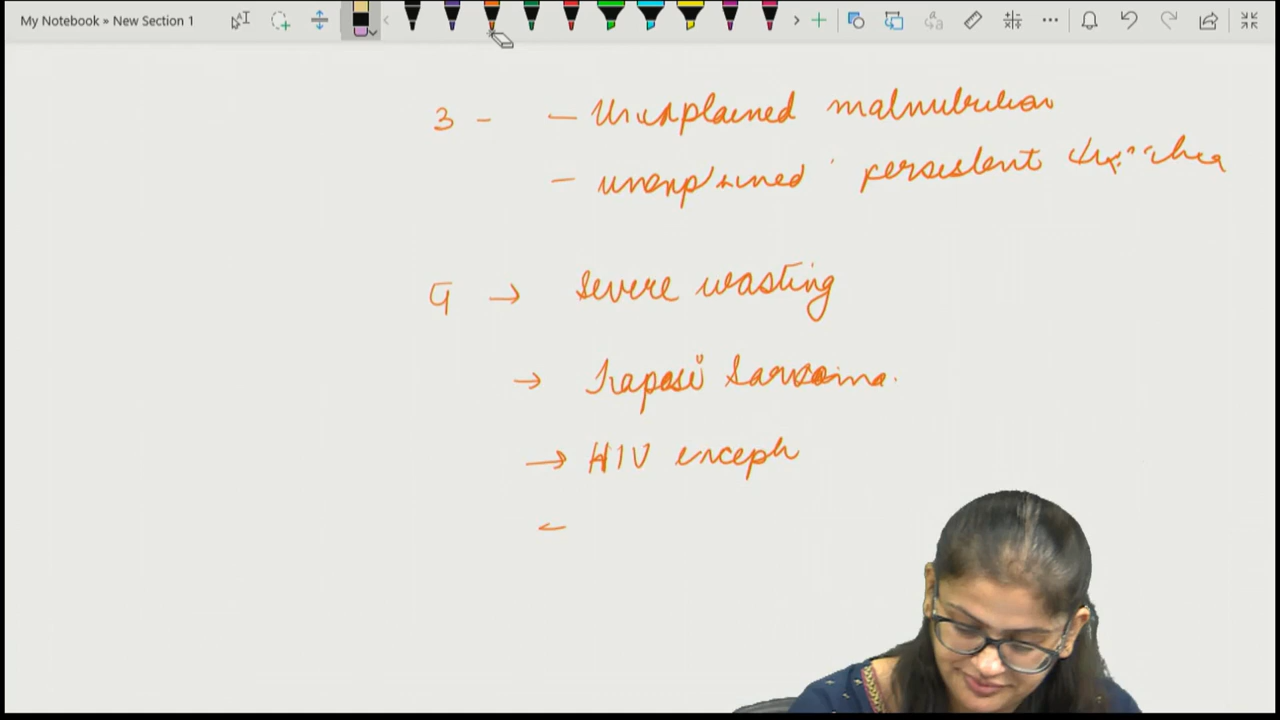 My Notebook » New Section 1
3 - - Unexplained malnutrition
- unexplained persistent diarrhea
4 → Severe wasting
→ Kaposi Sarcoma.
→ HIV enceph